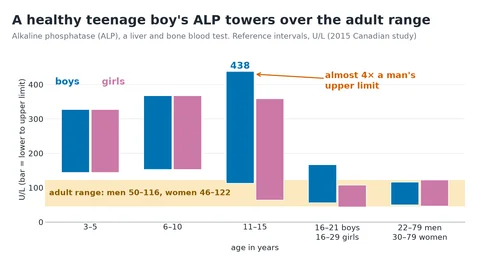 A healthy teenage boy's ALP towers over the adult range
Alkaline phosphatase (ALP), a liver and bone blood test. Reference intervals, U/L (2015 Canadian study)
438
boys girls
almost 4× a man's
upper limit
U/L (bar = lower to upper limit)
400
300
200
100
0
adult range: men 50–116, women 46–122
3–5
6–10
11–15
16–21 boys
16–29 girls
22–79 men
30–79 women
age in years